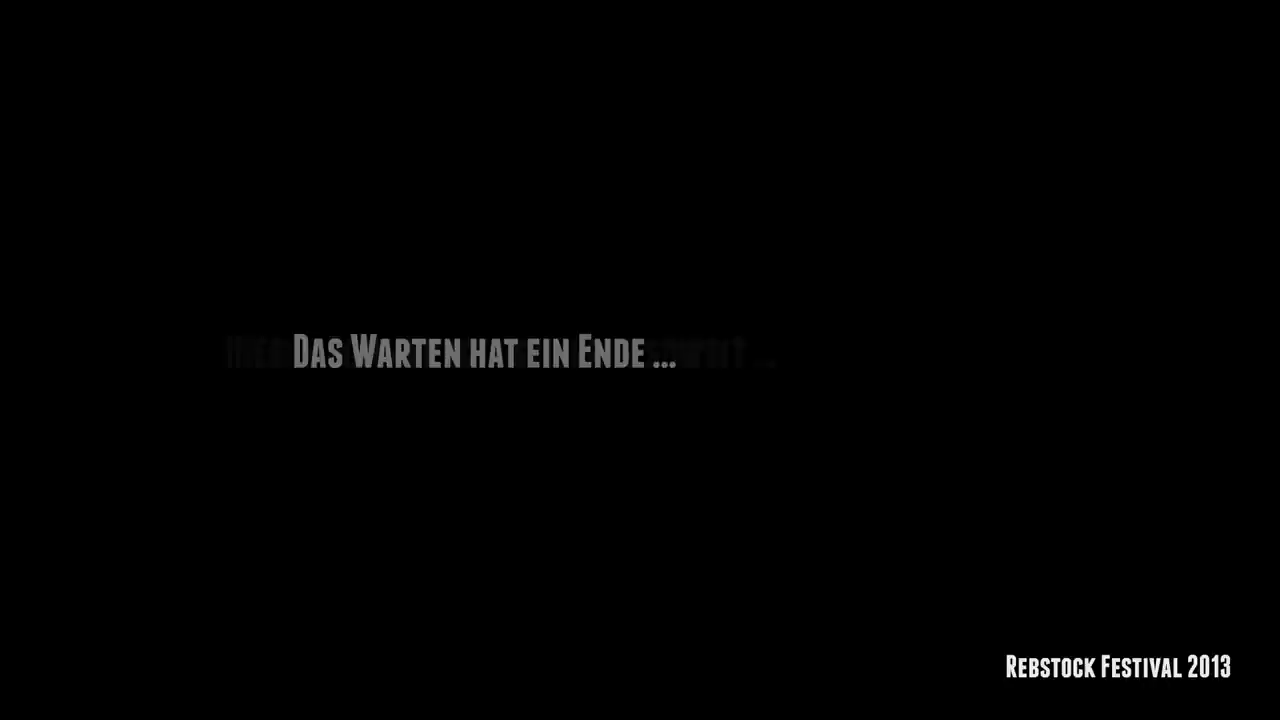 Das Warten hat ein Ende ...
Rebstock Festival 2013